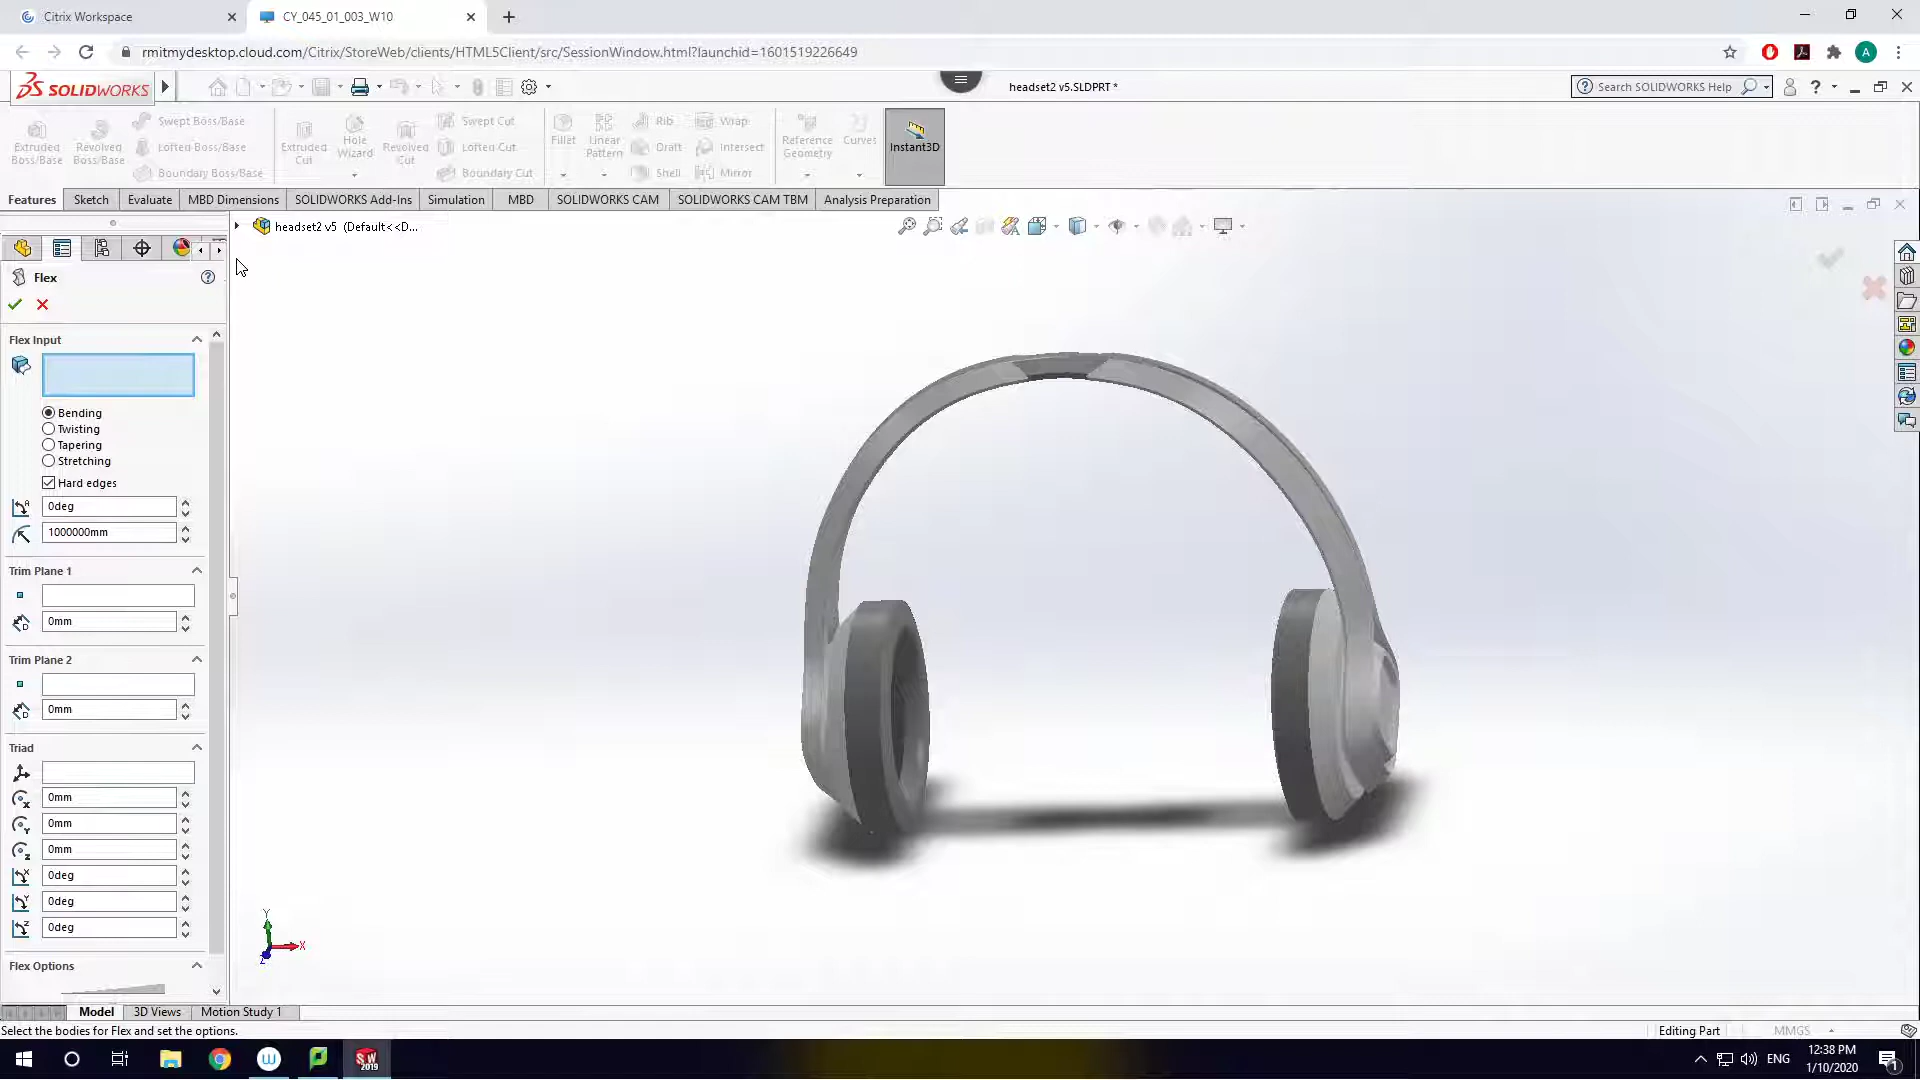 Citrix Workspace
CY_045_01_003_W10
rmitmydesktop.cloud.com/Citrix/StoreWeb/clients/HTML5Client/src/SessionWindow.html?launchid=1601519226649
A
SOLIDWORKS
headset2 v5.SLDPRT *
Search SOLIDWORKS Help
?
Extruded Boss/Base
Revolved Boss/Base
Swept Boss/Base
Lofted Boss/Base
Boundary Boss/Base
Extruded Cut
Hole Wizard
Revolved Cut
Swept Cut
Lofted Cut
Boundary Cut
Fillet
Linear Pattern
Rib
Draft
Shell
Wrap
Intersect
Mirror
Reference Geometry
Curves
Instant3D
Features
Sketch
Evaluate
MBD Dimensions
SOLIDWORKS Add-Ins
Simulation
MBD
SOLIDWORKS CAM
SOLIDWORKS CAM TBM
Analysis Preparation
headset2 v5 (Default<<D...
Flex
?
Flex Input
Bending
Twisting
Tapering
Stretching
Hard edges
0deg
1000000mm
Trim Plane 1
0mm
Trim Plane 2
0mm
Triad
0mm
0mm
0mm
0deg
0deg
0deg
Flex Options
Y
X
Z
Model
3D Views
Motion Study 1
Select the bodies for Flex and set the options.
Editing Part
MMGS
SW
2019
ENG
12:38 PM
1/10/2020
1